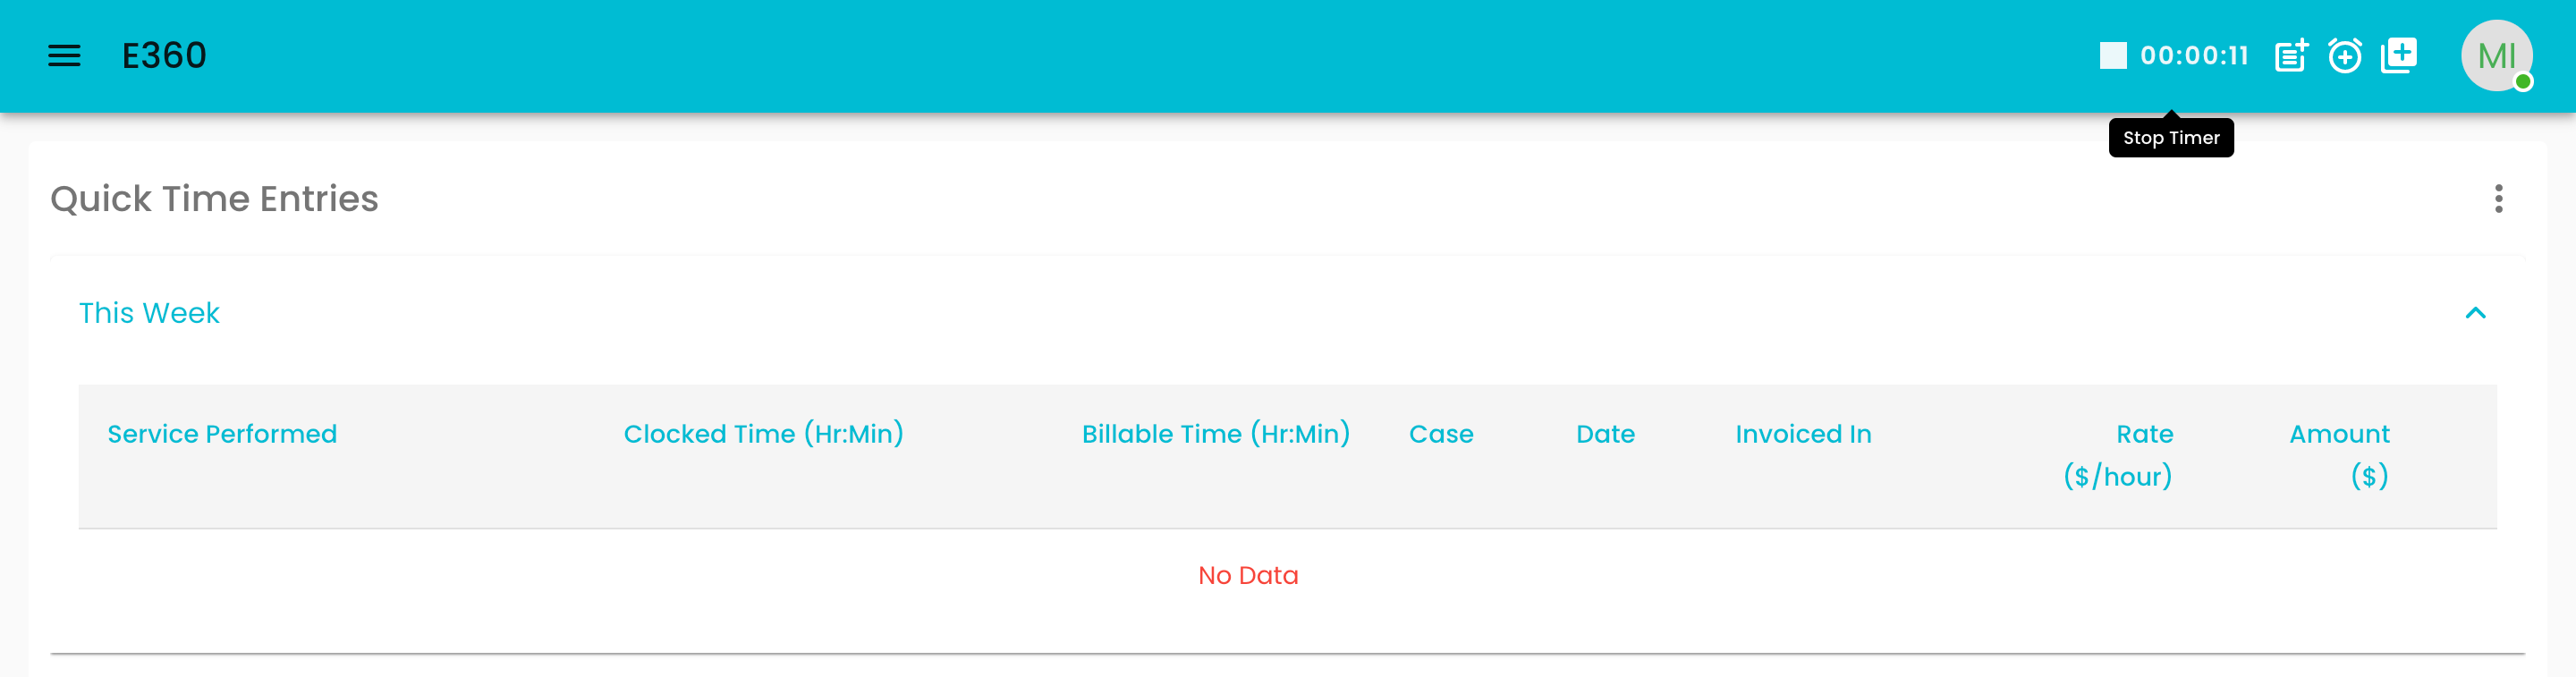 E360
00:00:11
MI
Stop Timer
Quick Time Entries
This Week
Service Performed Clocked Time (Hr:Min) Billable Time (Hr:Min) Case Date Invoiced In Rate ($/hour) Amount ($)
No Data